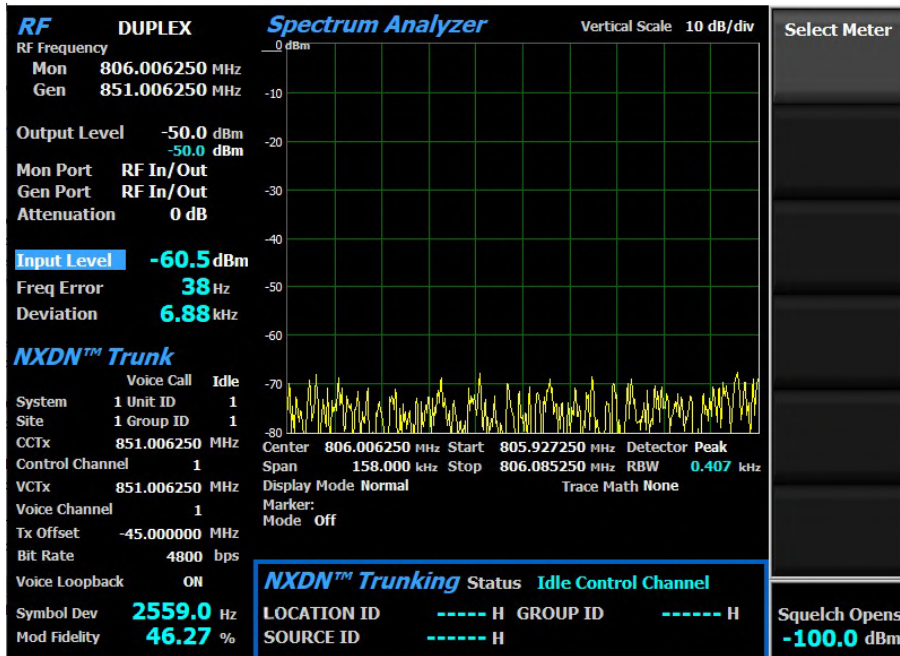 RF DUPLEX
RF Frequency
Mon 806.006250 MHz
Gen 851.006250 MHz
Output Level -50.0 dBm
-50.0 dBm
Mon Port RF In/Out
Gen Port RF In/Out
Attenuation 0 dB
Input Level -60.5 dBm
Freq Error 38 Hz
Deviation 6.88 kHz
NXDN™ Trunk
Voice Call Idle
System 1 Unit ID 1
Site 1 Group ID 1
CCTx 851.006250 MHz
Control Channel 1
VCTx 851.006250 MHz
Voice Channel 1
Tx Offset -45.000000 MHz
Bit Rate 4800 bps
Voice Loopback ON
Symbol Dev 2559.0 Hz
Mod Fidelity 46.27 %
Spectrum Analyzer Vertical Scale 10 dB/div
0 dBm
-10
-20
-30
-40
-50
-60
-70
-80
Center 806.006250 MHz Start 805.927250 MHz Detector Peak
Span 158.000 kHz Stop 806.085250 MHz RBW 0.407 kHz
Display Mode Normal Trace Math None
Marker:
Mode Off
NXDN™ Trunking Status Idle Control Channel
LOCATION ID ----- H GROUP ID ------ H
SOURCE ID ------ H
Select Meter
Squelch Opens
-100.0 dBm